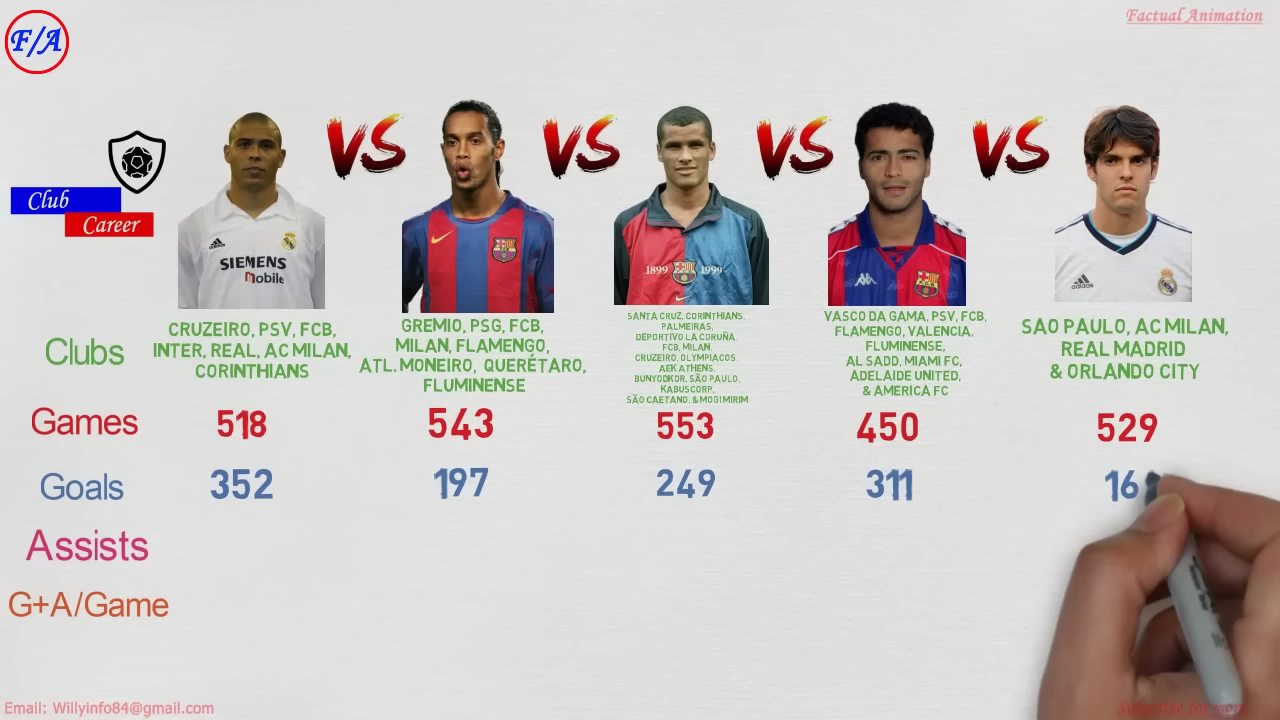 F/A
Factual Animation
VS VS VS VS
Club
Career
SIEMENS
mobile
1899 1999
Clubs
CRUZEIRO, PSV, FCB,
INTER, REAL, AC MILAN,
CORINTHIANS
GREMIO, PSG, FCB,
MILAN, FLAMENGO,
ATL.MONEIRO, QUERÉTARO,
FLUMINENSE
SANTA CRUZ, CORINTHIANS,
PALMEIRAS,
DEPORTIVO LA CORUÑA,
FCB, MILAN,
CRUZEIRO, OLYMPIACOS
AEK ATHENS,
BUNYODKOR, SÃO PAULO,
KABUSCORP,
SÃO CAETANO, & MOGI MIRIM
VASCO DA GAMA, PSV, FCB,
FLAMENGO, VALENCIA,
FLUMINENSE,
AL SADD, MIAMI FC,
ADELAIDE UNITED,
& AMERICA FC
SAO PAULO, AC MILAN,
REAL MADRID
& ORLANDO CITY
Games 518 543 553 450 529
Goals 352 197 249 311 16
Assists
G+A/Game
Email: Willyinfo84@gmail.com
Subscribe for more